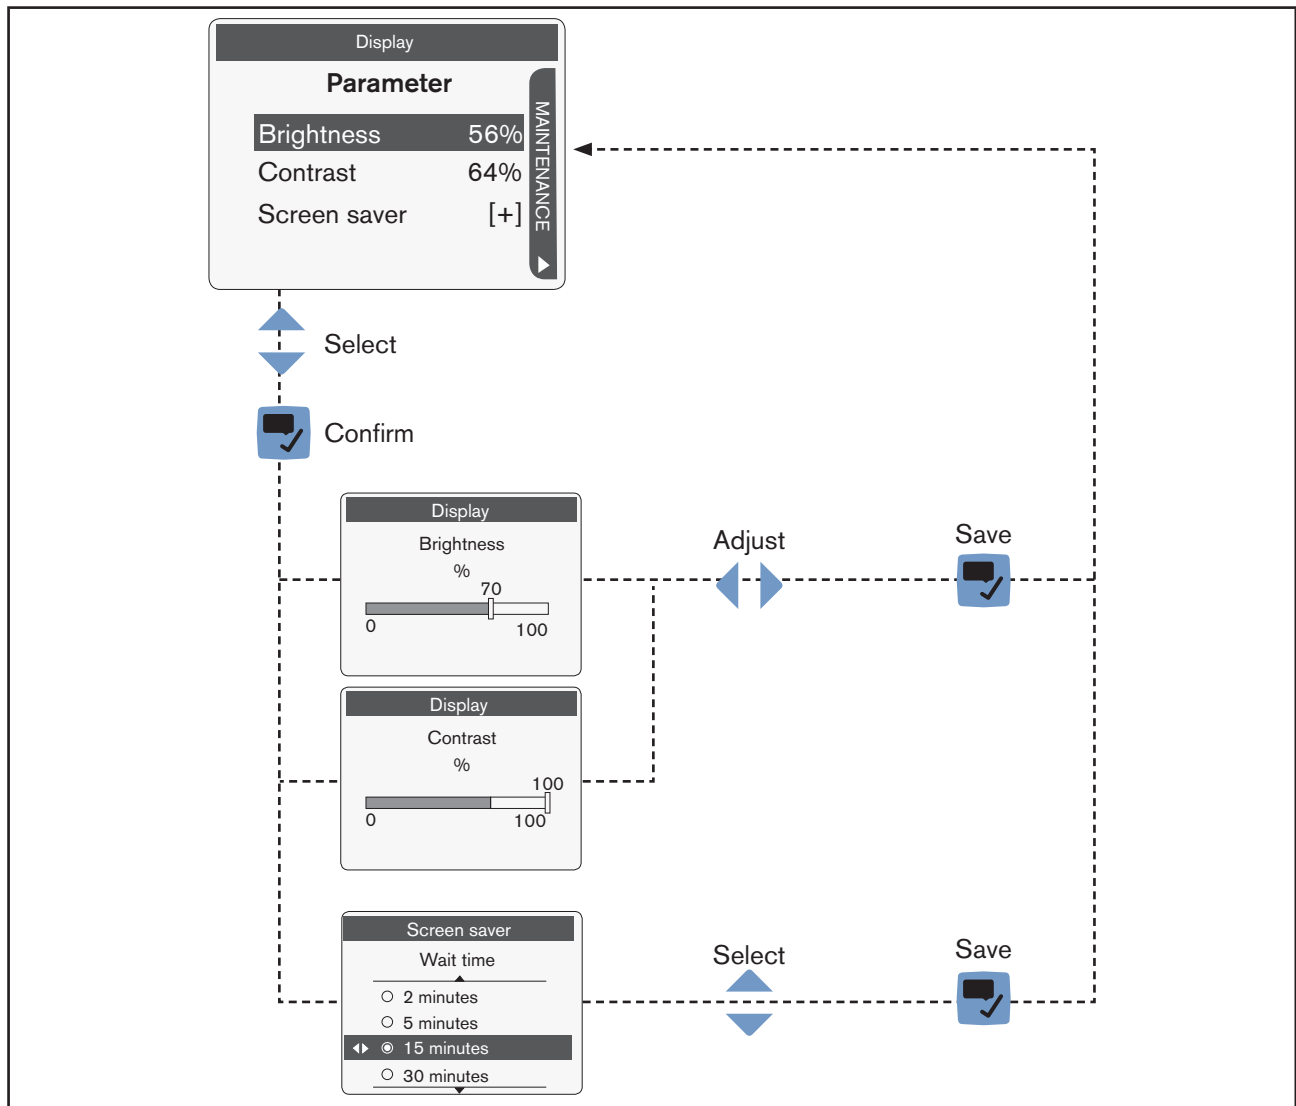 Display
Parameter
Brightness 56%
Contrast 64%
Screen saver [+]
MAINTENANCE
Select
Confirm
Display
Brightness
%
70
0 100
Adjust
Save
Display
Contrast
%
100
0 100
Screen saver
Wait time
2 minutes
5 minutes
15 minutes
30 minutes
Select
Save